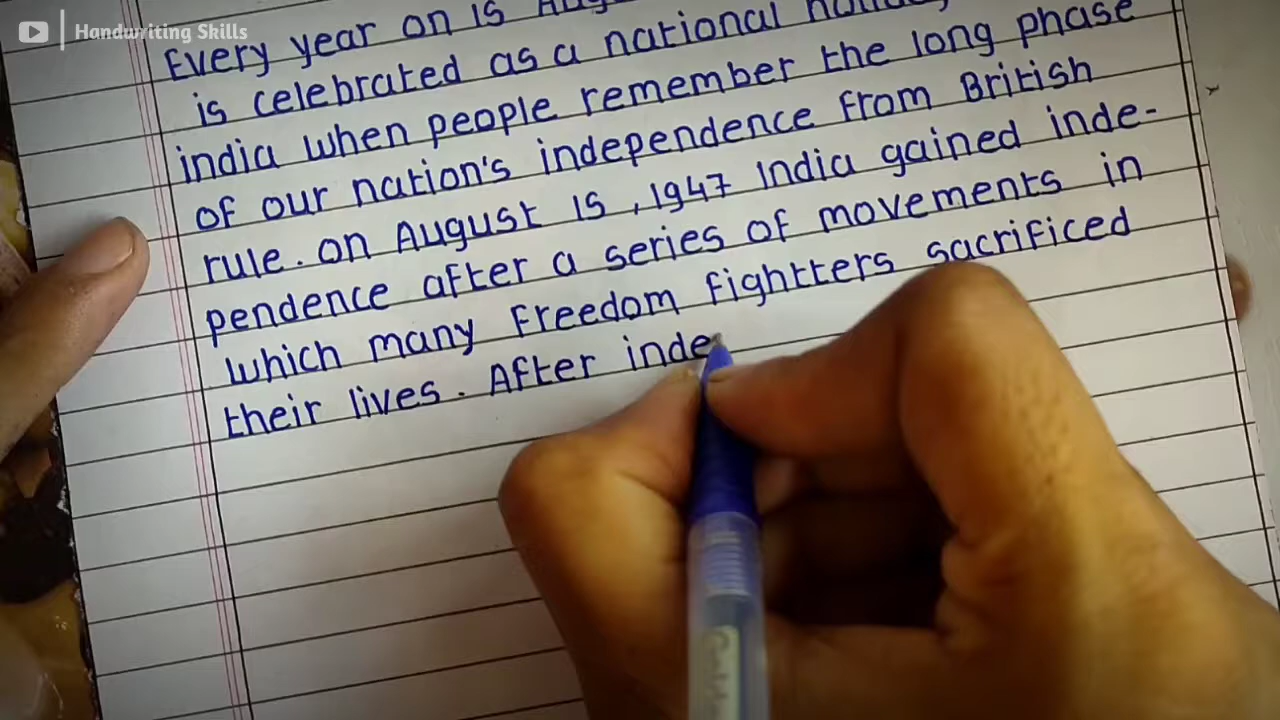 Handwriting Skills
Every year on 15
is celebrated as a national
india when people remember the long phase
of our nation's independence from British
rule. on August 15, 1947 India gained inde-
pendence after a series of movements in
which many freedom fightters sacrificed
their lives. After inde